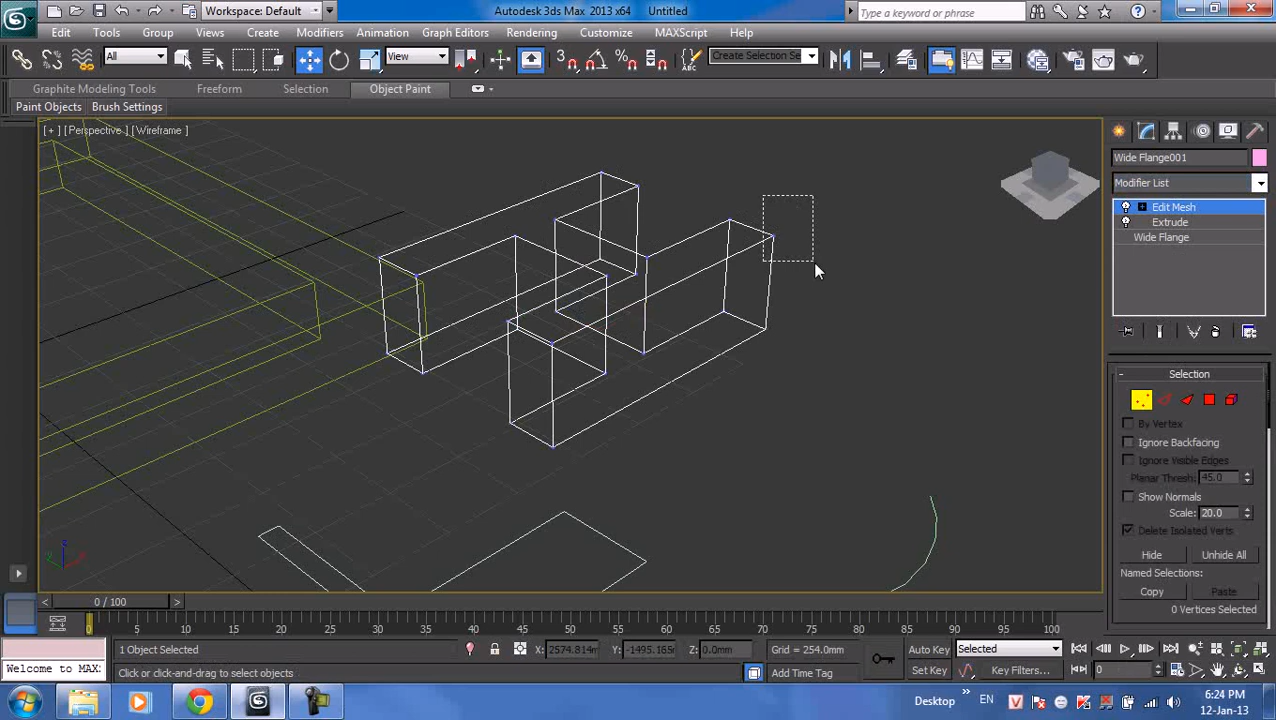 Workspace: Default
Autodesk 3ds Max 2013 x64 Untitled
Type a keyword or phrase
Edit Tools Group Views Create Modifiers Animation Graph Editors Rendering Customize MAXScript Help
All
View
3
Create Selection Se
Graphite Modeling Tools Freeform Selection Object Paint
Paint Objects Brush Settings
[ + ] [Perspective ] [Wireframe ]
Wide Flange001
Modifier List
Edit Mesh
Extrude
Wide Flange
Selection
By Vertex
Ignore Backfacing
Ignore Visible Edges
Planar Thresh: 45.0
Show Normals
Scale: 20.0
Delete Isolated Verts
Hide Unhide All
Named Selections:
Copy Paste
0 Vertices Selected
z
x
y
0 / 100
0 5 10 15 20 25 30 35 40 45 50 55 60 65 70 75 80 85 90 95 100
1 Object Selected
X: 2574.814m Y: -1495.165m Z: 0.0mm Grid = 254.0mm
Auto Key Selected
Welcome to MAX
Click or click-and-drag to select objects
Add Time Tag
Set Key Key Filters... 0
Desktop EN
6:24 PM
12-Jan-13